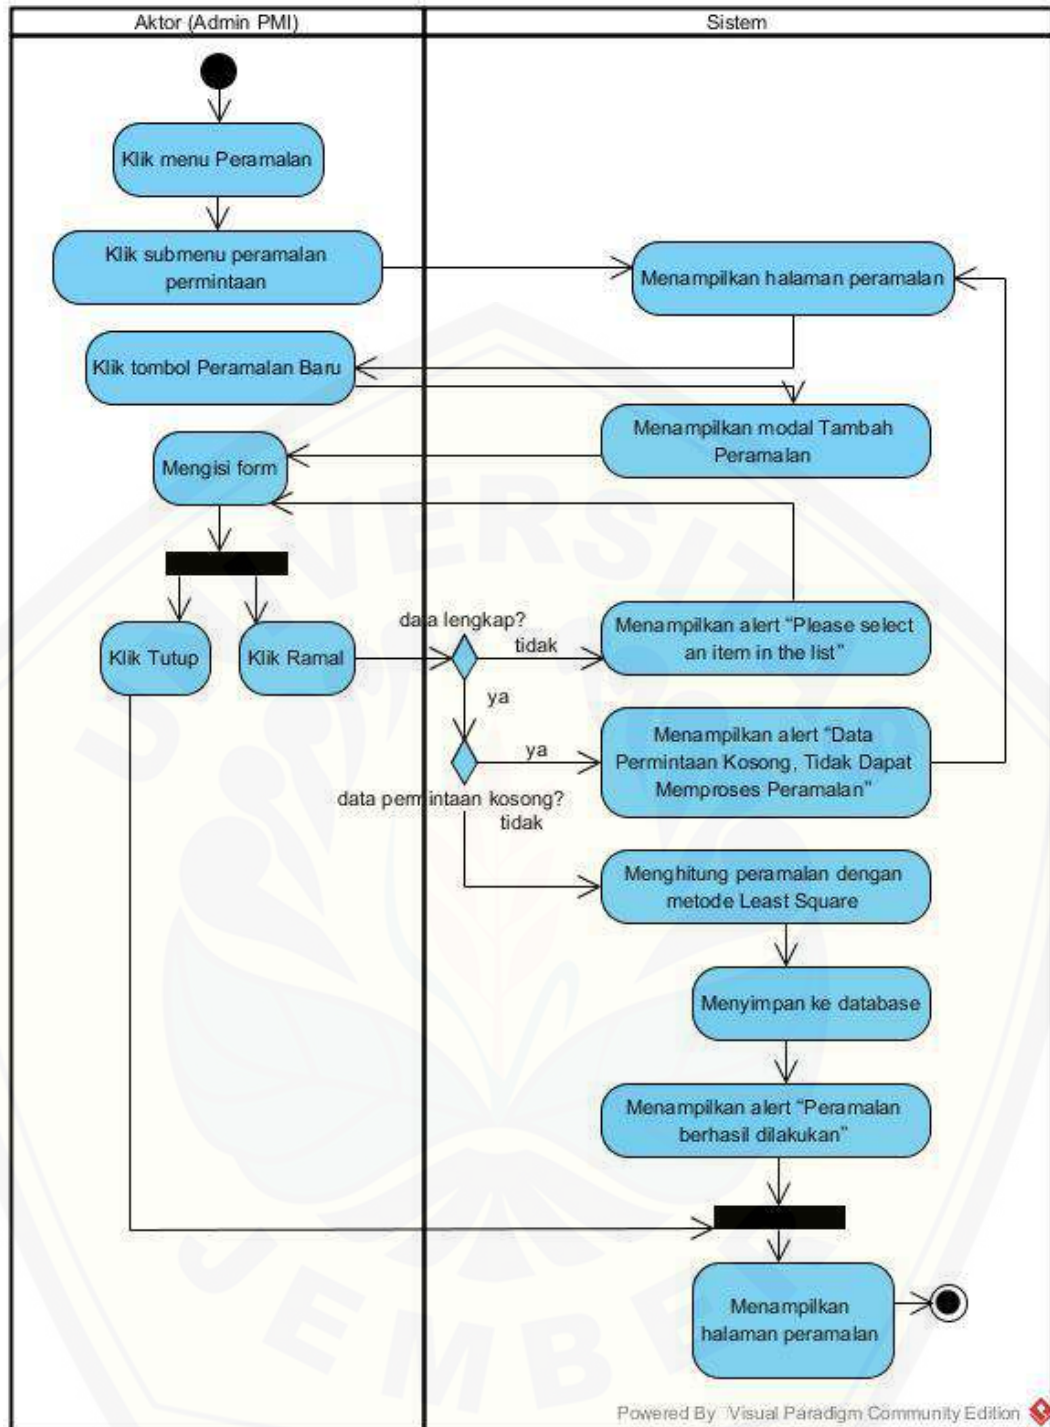 Aktor (Admin PMI)
Sistem
Klik menu Peramalan
Klik submenu peramalan
permintaan
Menampilkan halaman peramalan
Klik tombol Peramalan Baru
Menampilkan modal Tambah
Peramalan
Mengisi form
Klik Tutup
Klik Ramal
data lengkap?
tidak
Menampilkan alert “Please select
an item in the list”
ya
ya
Menampilkan alert “Data
Permintaan Kosong, Tidak Dapat
Memproses Peramalan”
data permintaan kosong?
tidak
Menghitung peramalan dengan
metode Least Square
Menyimpan ke database
Menampilkan alert “Peramalan
berhasil dilakukan”
Menampilkan
halaman peramalan
UNIVERSITAS
JEMBER
Powered By Visual Paradigm Community Edition